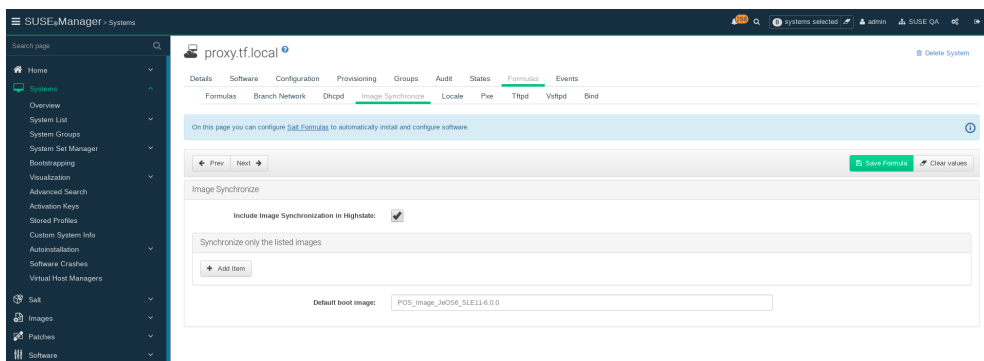 SUSE Manager > Systems
0 systems selected
admin
SUSE QA
Search page
Home
Systems
Overview
System List
System Groups
System Set Manager
Bootstrapping
Visualization
Advanced Search
Activation Keys
Stored Profiles
Custom System Info
Autoinstallation
Software Crashes
Virtual Host Managers
Salt
Images
Patches
Software
proxy.tf.local
Delete System
Details Software Configuration Provisioning Groups Audit States Formulas Events
Formulas Branch Network Dhcpd Image Synchronize Locale Pxe Tftpd Vsftpd Bind
On this page you can configure Salt Formulas to automatically install and configure software.
Prev Next
Save Formula Clear values
Image Synchronize
Include Image Synchronization in Highstate:
Synchronize only the listed images
+ Add Item
Default boot image: POS_Image_JeOS6_SLE11-6.0.0